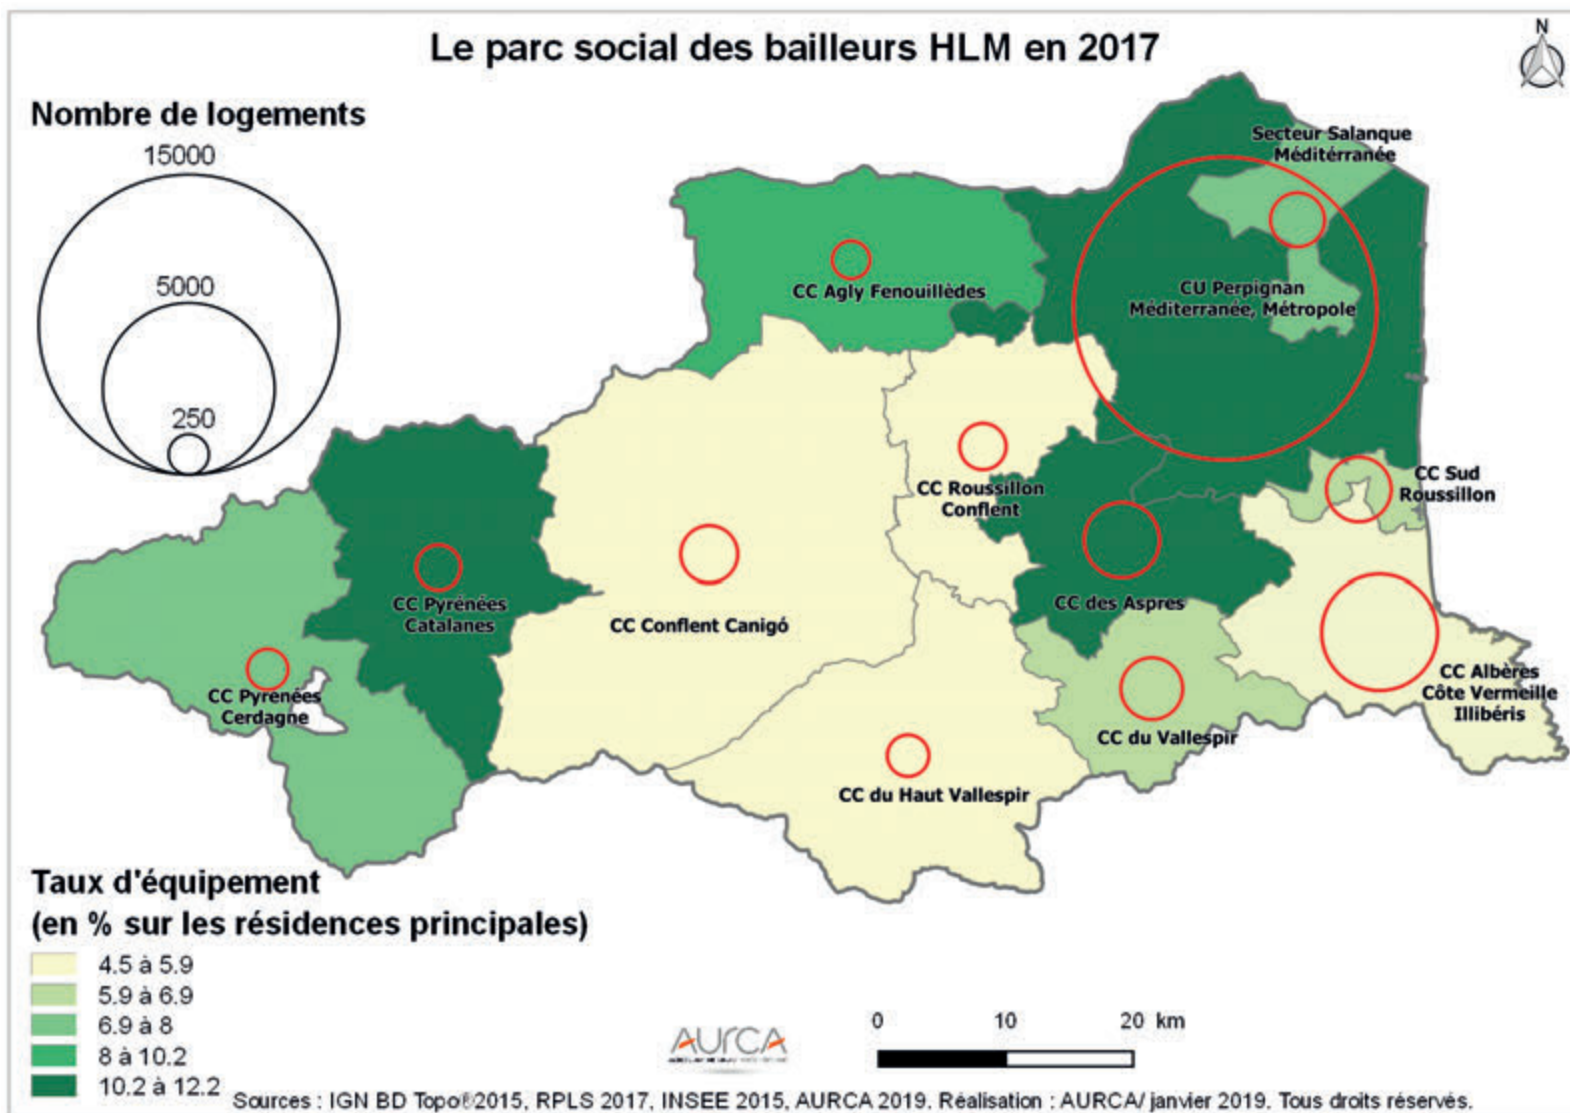 Le parc social des bailleurs HLM en 2017
N
Nombre de logements
15000
5000
250
Secteur Salanque
Méditérranée
CC Agly Fenouillèdes
CU Perpignan
Méditerranée, Métropole
CC Sud
Roussillon
CC Roussillon
Conflent
CC Pyrénées
Catalanes
CC Conflent Canigó
CC des Aspres
CC Pyrénées
Cerdagne
CC Albères
Côte Vermeille
Illibéris
CC du Vallespir
CC du Haut Vallespir
Taux d'équipement
(en % sur les résidences principales)
4.5 à 5.9
5.9 à 6.9
6.9 à 8
8 à 10.2
10.2 à 12.2
AURCA
0 10 20 km
Sources : IGN BD Topo®2015, RPLS 2017, INSEE 2015, AURCA 2019. Réalisation : AURCA/ janvier 2019. Tous droits réservés.